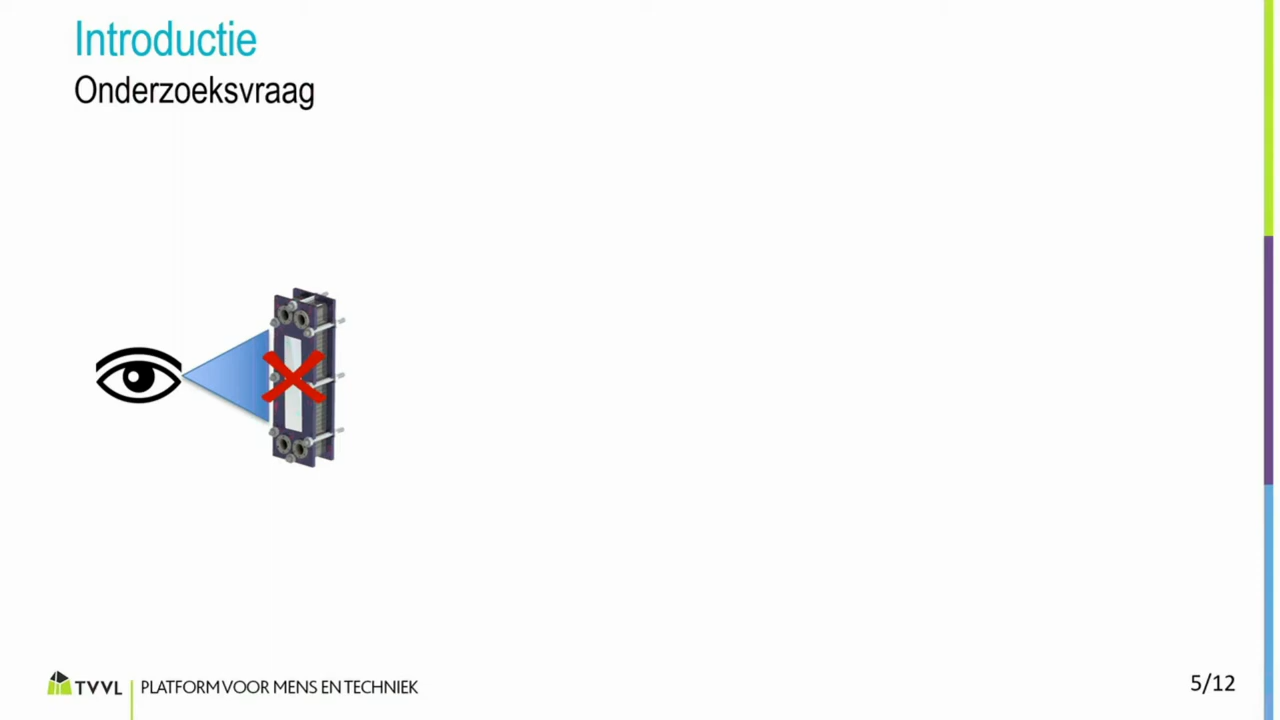 Introductie
Onderzoeksvraag
TVVL PLATFORM VOOR MENS EN TECHNIEK
5/12